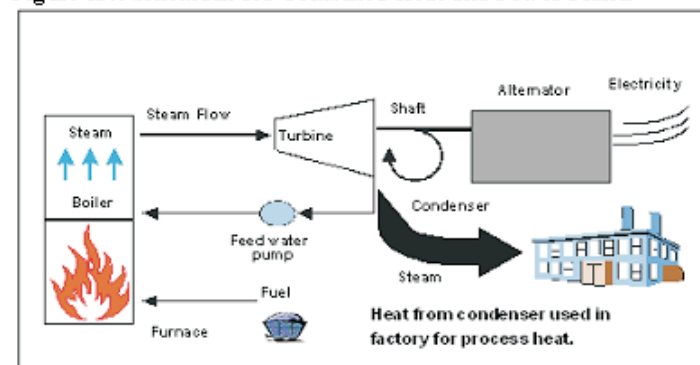 Steam Flow
Shaft
Alternator
Electricity
Steam
Turbine
Boiler
Condenser
Feed water
pump
Steam
Fuel
Furnace
Heat from condenser used in
factory for process heat.